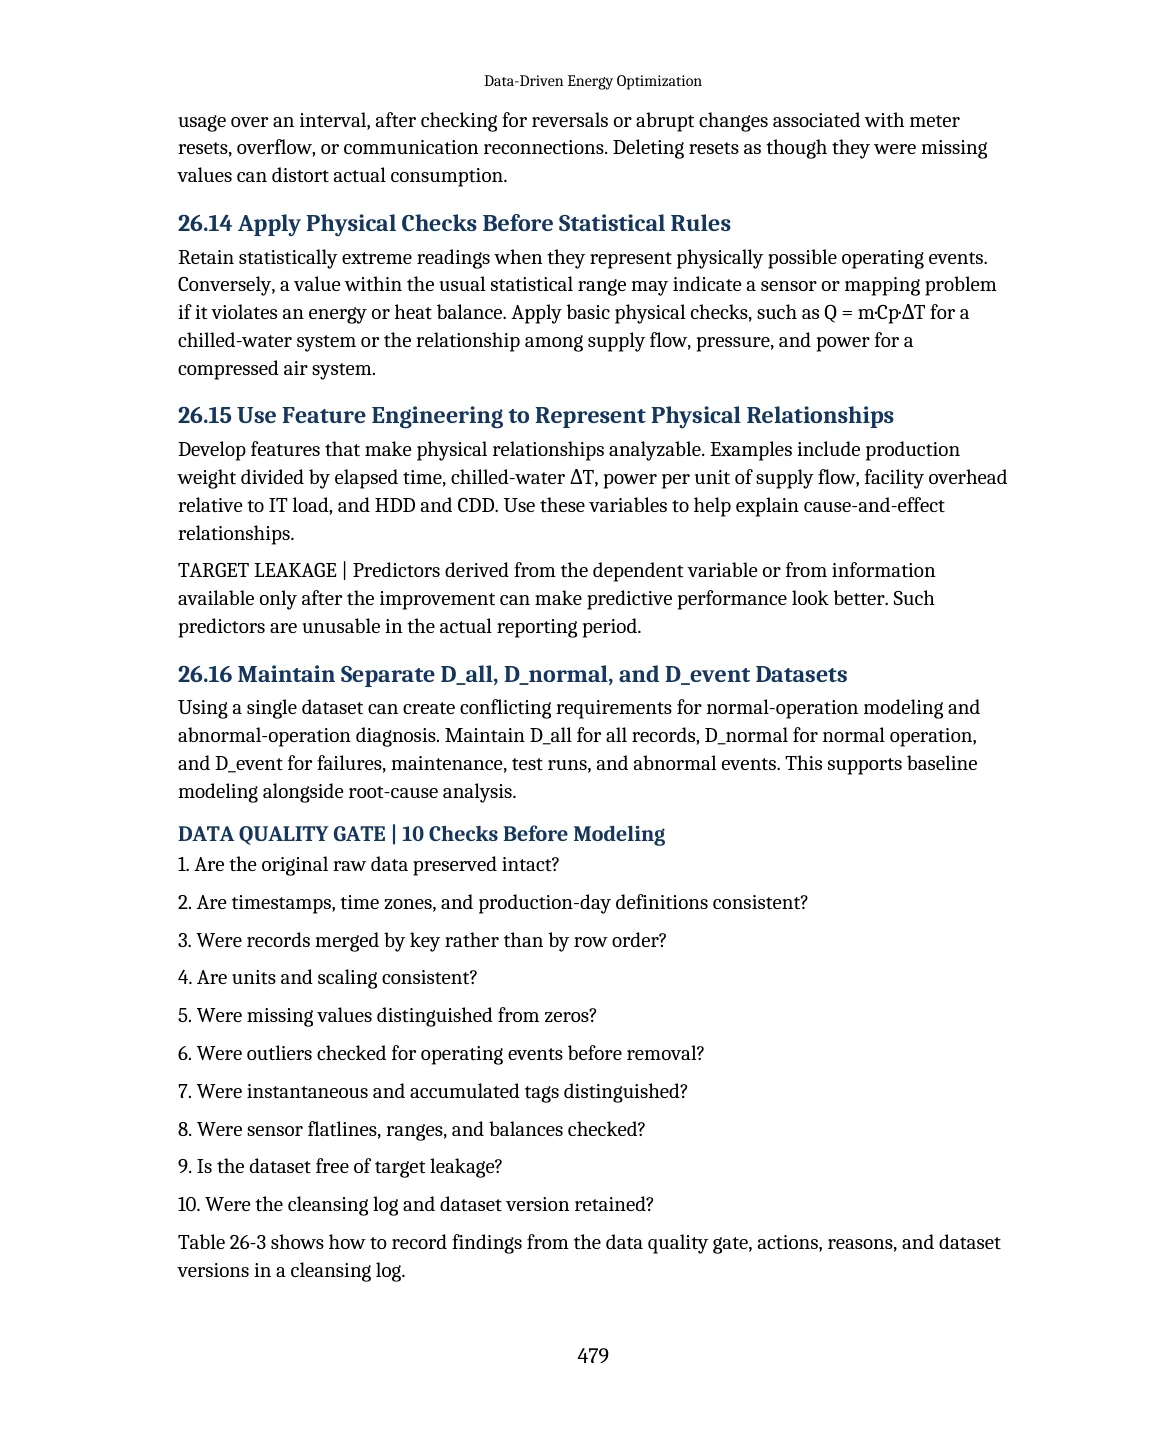 Data-Driven Energy Optimization
usage over an interval, after checking for reversals or abrupt changes associated with meter
resets, overflow, or communication reconnections. Deleting resets as though they were missing
values can distort actual consumption.
26.14 Apply Physical Checks Before Statistical Rules
Retain statistically extreme readings when they represent physically possible operating events.
Conversely, a value within the usual statistical range may indicate a sensor or mapping problem
if it violates an energy or heat balance. Apply basic physical checks, such as Q = m·Cp·ΔT for a
chilled-water system or the relationship among supply flow, pressure, and power for a
compressed air system.
26.15 Use Feature Engineering to Represent Physical Relationships
Develop features that make physical relationships analyzable. Examples include production
weight divided by elapsed time, chilled-water ΔT, power per unit of supply flow, facility overhead
relative to IT load, and HDD and CDD. Use these variables to help explain cause-and-effect
relationships.
TARGET LEAKAGE | Predictors derived from the dependent variable or from information
available only after the improvement can make predictive performance look better. Such
predictors are unusable in the actual reporting period.
26.16 Maintain Separate D_all, D_normal, and D_event Datasets
Using a single dataset can create conflicting requirements for normal-operation modeling and
abnormal-operation diagnosis. Maintain D_all for all records, D_normal for normal operation,
and D_event for failures, maintenance, test runs, and abnormal events. This supports baseline
modeling alongside root-cause analysis.
DATA QUALITY GATE | 10 Checks Before Modeling
1. Are the original raw data preserved intact?
2. Are timestamps, time zones, and production-day definitions consistent?
3. Were records merged by key rather than by row order?
4. Are units and scaling consistent?
5. Were missing values distinguished from zeros?
6. Were outliers checked for operating events before removal?
7. Were instantaneous and accumulated tags distinguished?
8. Were sensor flatlines, ranges, and balances checked?
9. Is the dataset free of target leakage?
10. Were the cleansing log and dataset version retained?
Table 26-3 shows how to record findings from the data quality gate, actions, reasons, and dataset
versions in a cleansing log.
479